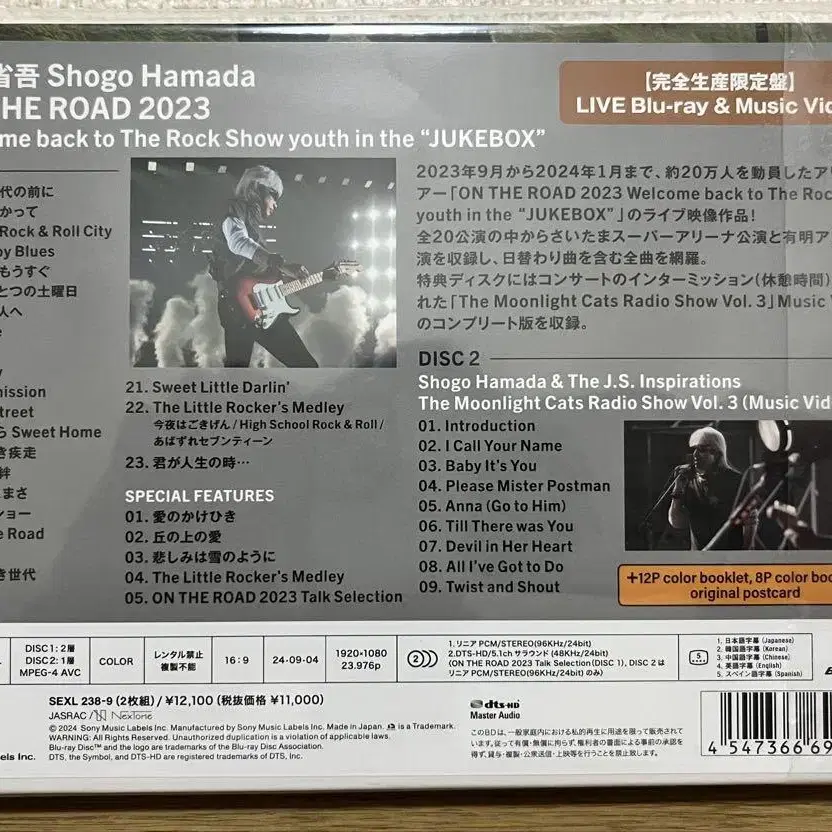 省吾 Shogo Hamada
THE ROAD 2023
me back to The Rock Show youth in the “JUKEBOX”
【完全生産限定盤】
LIVE Blu-ray & Music Vid
代の前に
かって
Rock & Roll City
by Blues
もうすぐ
とつの土曜日
人へ
mission
treet
ら Sweet Home
き疾走
絆
まさ
ショー
e Road
き世代
21. Sweet Little Darlin’
22. The Little Rocker’s Medley
今夜はごきげん / High School Rock & Roll /
あばずれセブンティーン
23. 君が人生の時…
SPECIAL FEATURES
01. 愛のかけひき
02. 丘の上の愛
03. 悲しみは雪のように
04. The Little Rocker’s Medley
05. ON THE ROAD 2023 Talk Selection
2023年9月から2024年1月まで、約20万人を動員したアリ
アー「ON THE ROAD 2023 Welcome back to The Roc
youth in the “JUKEBOX”」のライブ映像作品!
全20公演の中からさいたまスーパーアリーナ公演と有明ア
演を収録し、日替わり曲を含む全曲を網羅。
特典ディスクにはコンサートのインターミッション(休憩時間)
れた「The Moonlight Cats Radio Show Vol. 3」Music
のコンプリート版を収録。
DISC 2
Shogo Hamada & The J.S. Inspirations
The Moonlight Cats Radio Show Vol. 3 (Music Vid
01. Introduction
02. I Call Your Name
03. Baby It’s You
04. Please Mister Postman
05. Anna (Go to Him)
06. Till There was You
07. Devil in Her Heart
08. All I’ve Got to Do
09. Twist and Shout
+12P color booklet, 8P color boo
original postcard
DISC1: 2層
DISC2: 1層
MPEG-4 AVC
COLOR
レンタル禁止
複製不能
16:9
24-09-04
1920×1080
23.976p
2
1. リニア PCM/STEREO(96KHz/24bit)
2. DTS-HD/5.1ch サラウンド(48KHz/24bit)
(ON THE ROAD 2023 Talk Selection(DISC 1), DISC 2 は
リニア PCM/STEREO(96KHz/24bit) のみ)
5
1. 日本語字幕 (Japanese)
2. 韓国語字幕 (Korean)
3. 中国語字幕 (Chinese)
4. 英語字幕 (English)
5. スペイン語字幕 (Spanish)
SEXL 238-9 (2枚組) / ¥12,100 (税抜価格 ¥11,000)
JASRAC / NexTone
© 2024 Sony Music Labels Inc. Manufactured by Sony Music Labels Inc. Made in Japan. is a Trademark.
WARNING: All Rights Reserved. Unauthorized duplication is a violation of applicable laws.
Blu-ray Disc™ and the logo are trademarks of the Blu-ray Disc Association.
DTS, the Symbol, and DTS-HD are registered trademarks of DTS, Inc.
els Inc.
dts-HD
Master Audio
このBDは、一般家庭内における私的再生に用途を限って販売されて
います。従って有償・無償に拘らず、権利者の書面による事前の承認を
得ず、貸与・複製・公衆送信・上映等を行うことを禁止致します。
4 547366 69